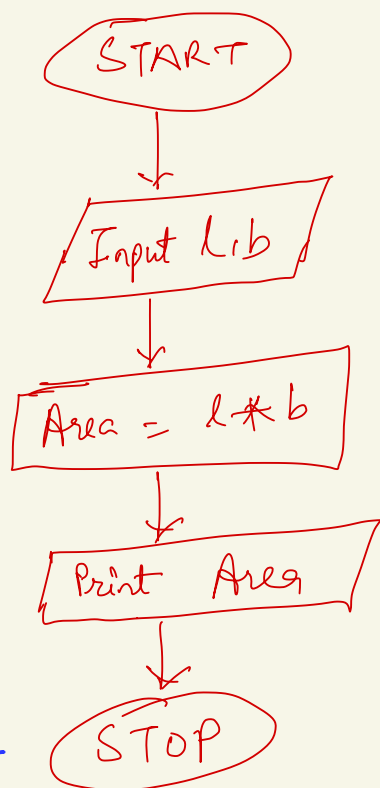 START
Input l,b
Area = l * b
Print Area
STOP